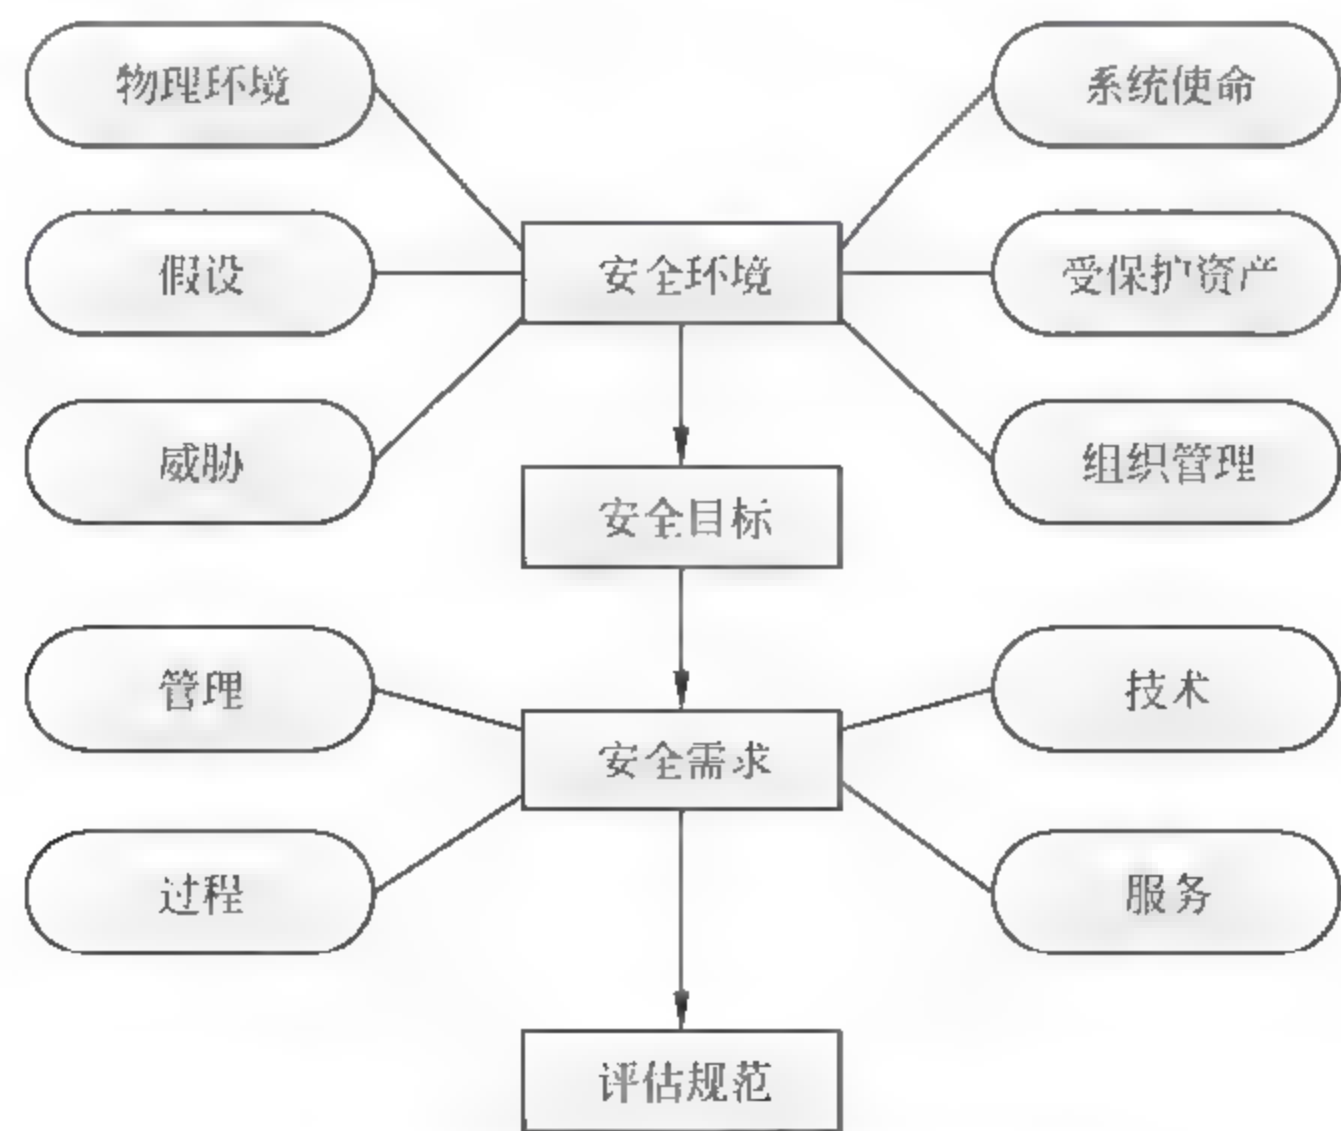 物理环境
系统使命
假设
安全环境
受保护资产
威胁
组织管理
安全目标
管理
技术
安全需求
过程
服务
评估规范